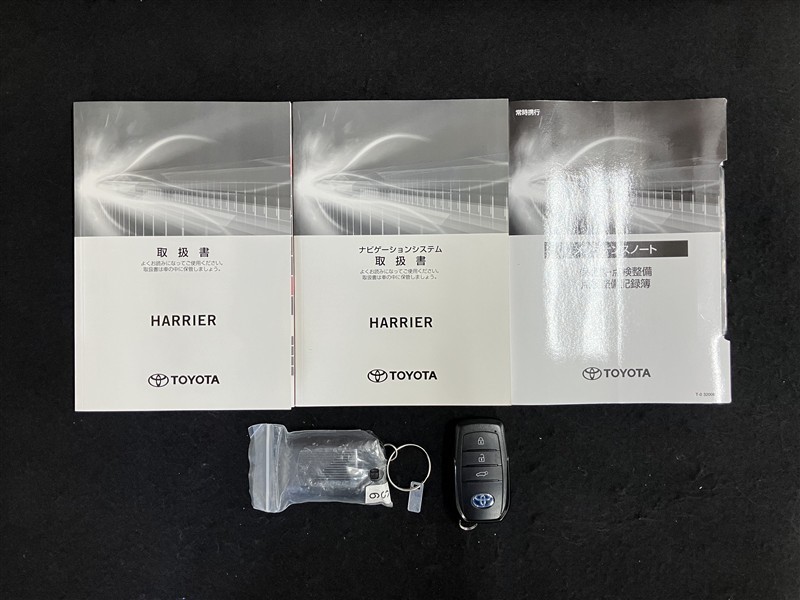 取扱書
よくお読みになってご使用ください。
取扱書は車の中に保管しましょう。
HARRIER
TOYOTA
ナビゲーションシステム
取扱書
よくお読みになってご使用ください。
取扱書は車の中に保管しましょう。
HARRIER
TOYOTA
常時携行
スノート
点検整備
記録簿
TOYOTA